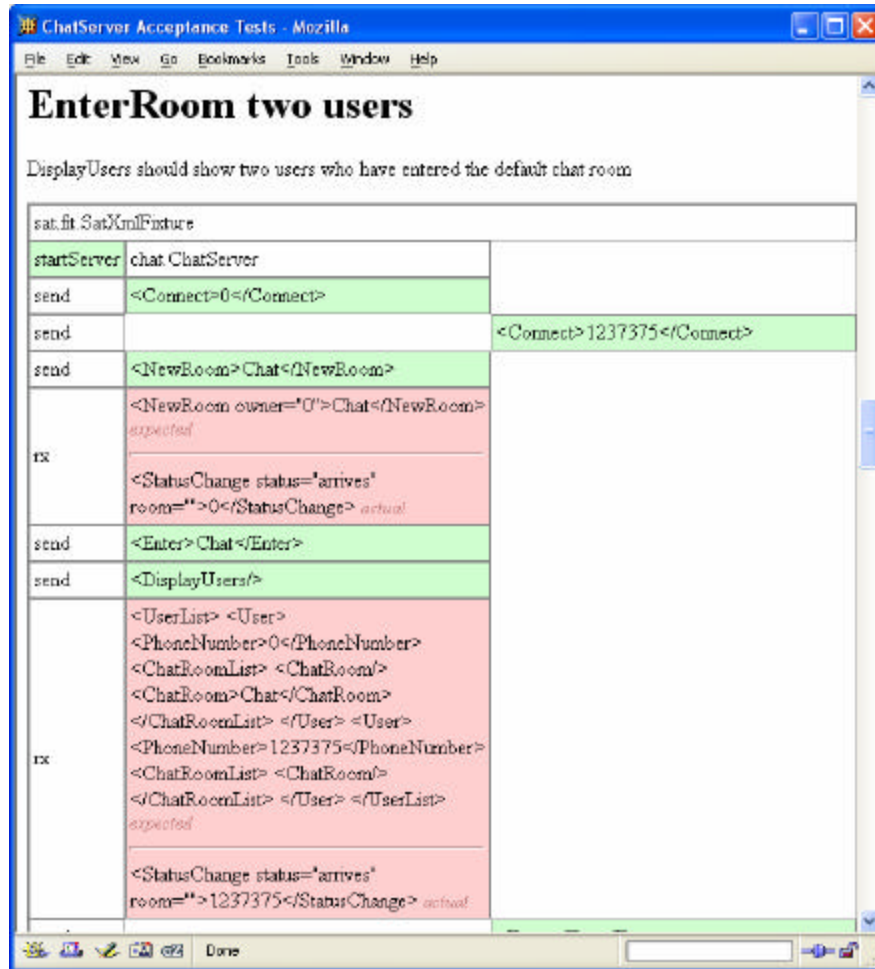 ChatServer Acceptance Tests - Mozilla
File Edit View Go Bookmarks Tools Window Help
EnterRoom two users
DisplayUsers should show two users who have entered the default chat room
sat.fit.SatXmlFixture
startServer chat.ChatServer
send <Connect>0</Connect>
send <Connect>1237375</Connect>
send <NewRoom>Chat</NewRoom>
<NewRoom owner="0">Chat</NewRoom>
expected
rx
<StatusChange status="arrives"
room="">0</StatusChange> actual
send <Enter>Chat</Enter>
send <DisplayUsers/>
<UserList> <User>
<PhoneNumber>0</PhoneNumber>
<ChatRoomList> <ChatRoom/>
<ChatRoom>Chat</ChatRoom>
</ChatRoomList> </User> <User>
<PhoneNumber>1237375</PhoneNumber>
rx
<ChatRoomList> <ChatRoom/>
</ChatRoomList> </User> </UserList>
expected
<StatusChange status="arrives"
room="">1237375</StatusChange> actual
Done